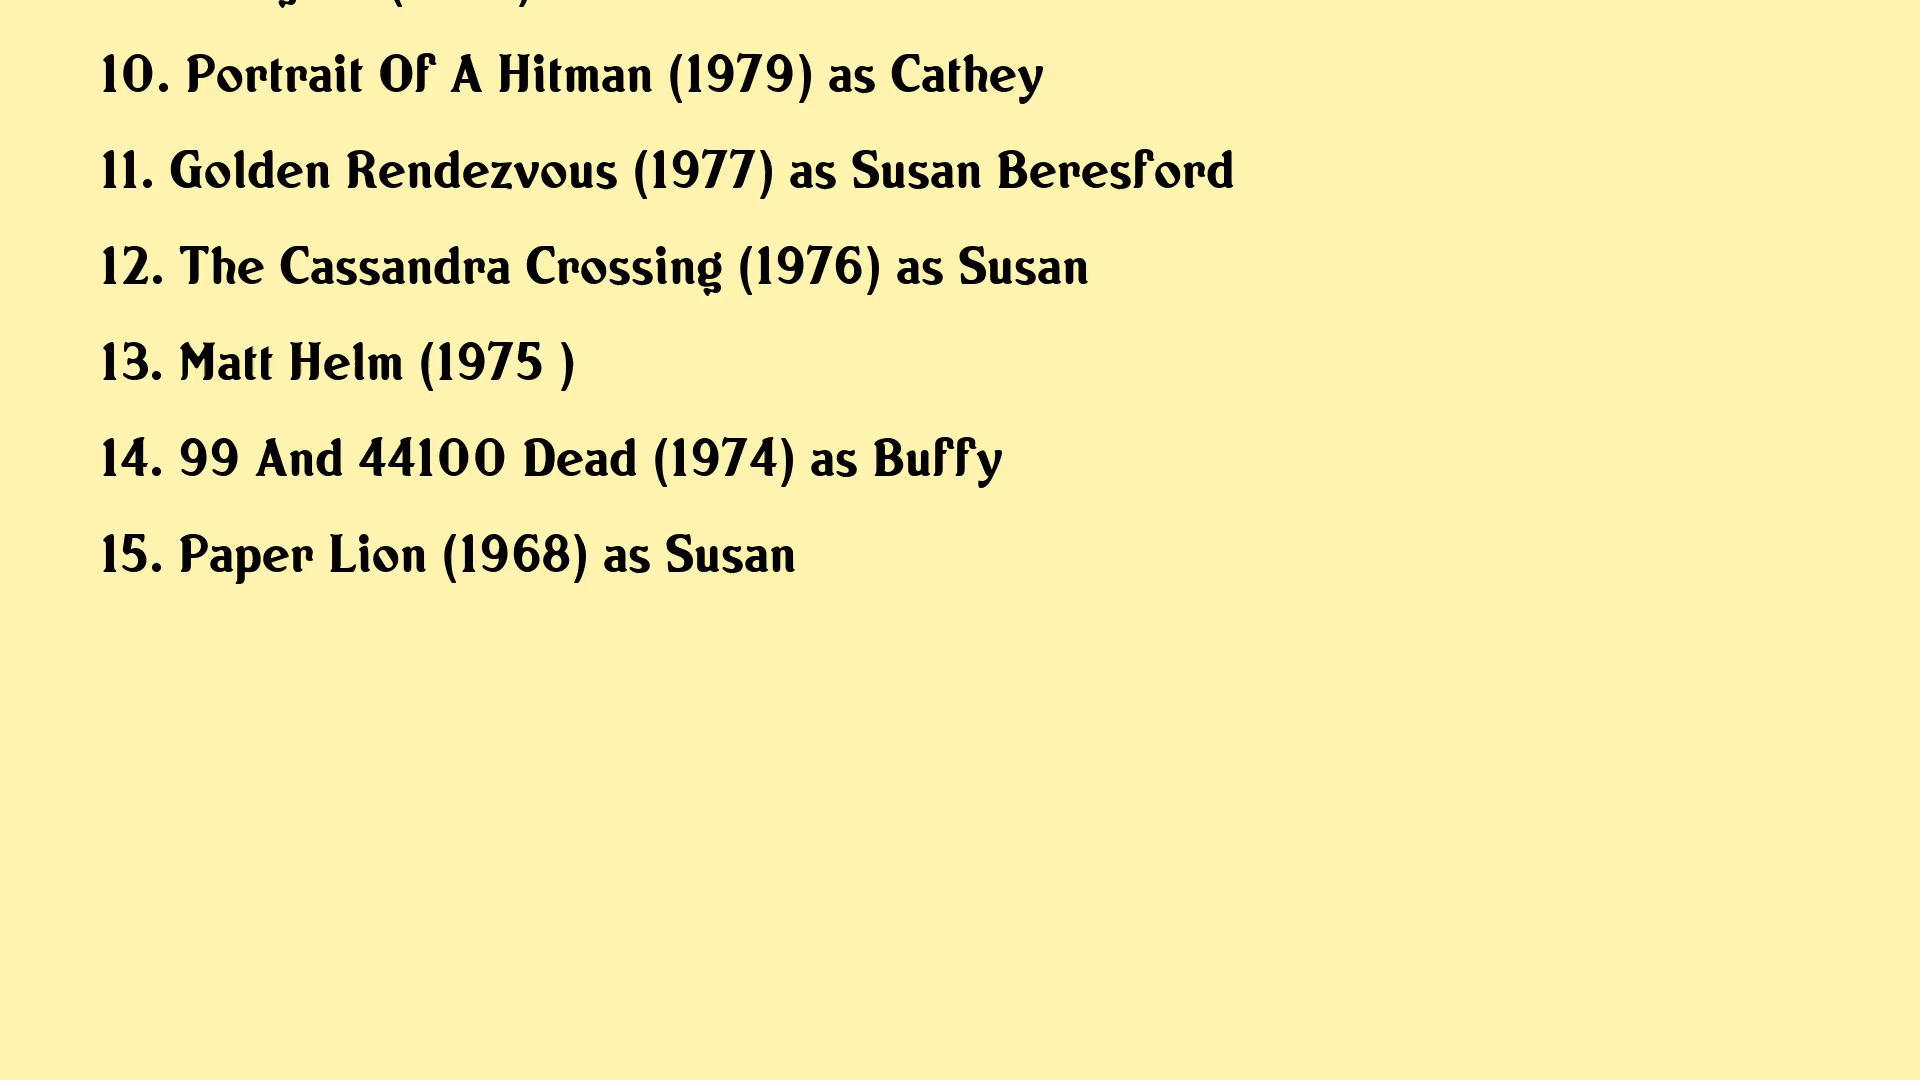 10. Portrait Of A Hitman (1979) as Cathey
11. Golden Rendezvous (1977) as Susan Beresford
12. The Cassandra Crossing (1976) as Susan
13. Matt Helm (1975 )
14. 99 And 44100 Dead (1974) as Buffy
15. Paper Lion (1968) as Susan